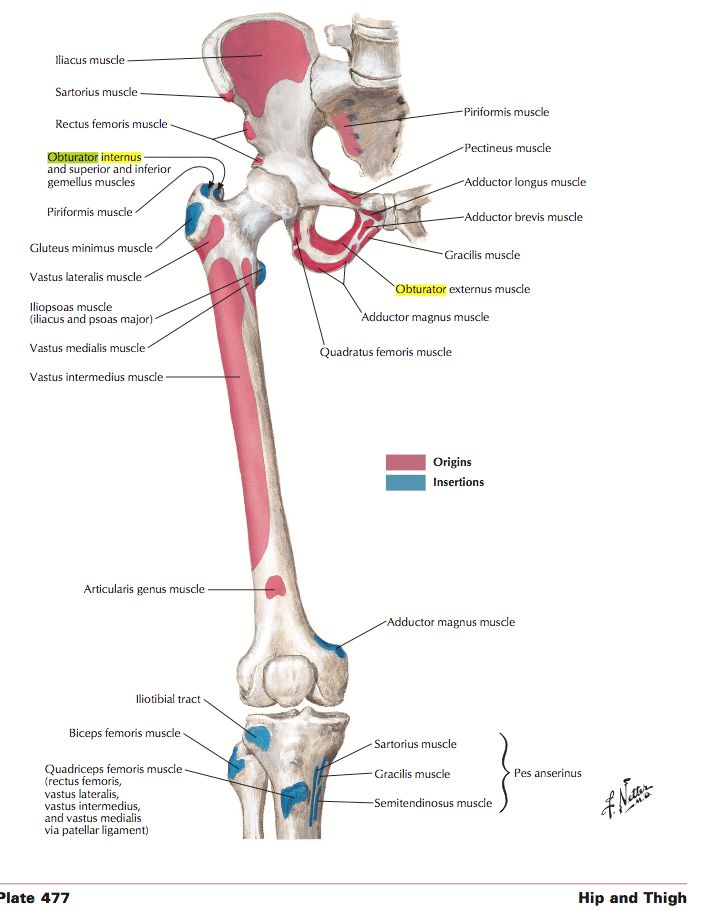 Iliacus muscle
Sartorius muscle
Rectus femoris muscle
Obturator internus
and superior and inferior
gemellus muscles
Piriformis muscle
Gluteus minimus muscle
Vastus lateralis muscle
Iliopsoas muscle
(iliacus and psoas major)
Vastus medialis muscle
Vastus intermedius muscle
Piriformis muscle
Pectineus muscle
Adductor longus muscle
Adductor brevis muscle
Gracilis muscle
Obturator externus muscle
Adductor magnus muscle
Quadratus femoris muscle
Origins
Insertions
Articularis genus muscle
Adductor magnus muscle
Iliotibial tract
Biceps femoris muscle
Quadriceps femoris muscle
(rectus femoris,
vastus lateralis,
vastus intermedius,
and vastus medialis
via patellar ligament)
Sartorius muscle
Gracilis muscle
Semitendinosus muscle
Pes anserinus
F. Netter
M.D.
Plate 477
Hip and Thigh